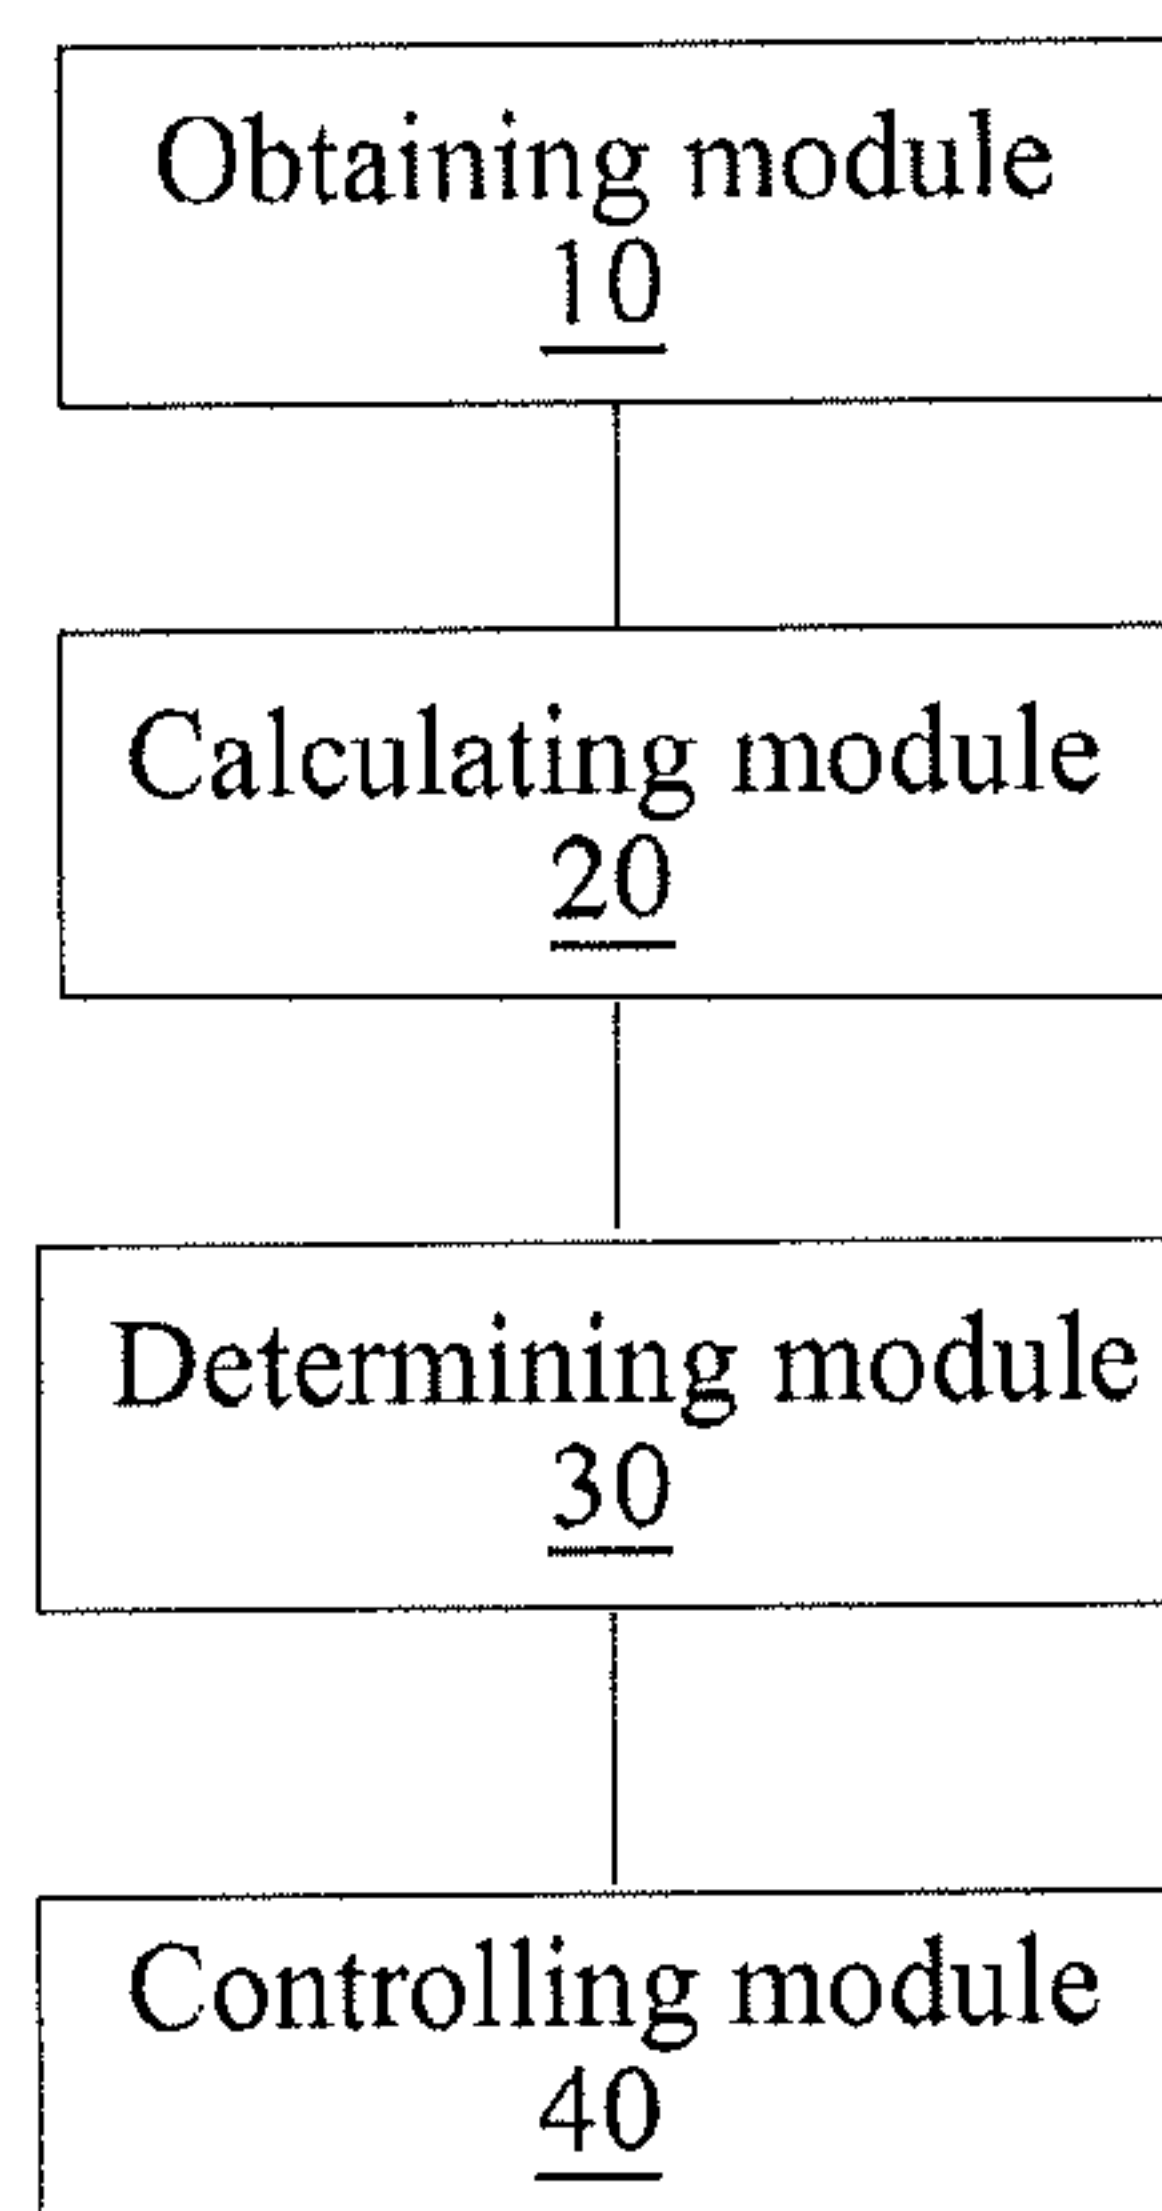 Obtaining module
10
Calculating module
20
Determining module
30
Controlling module
40